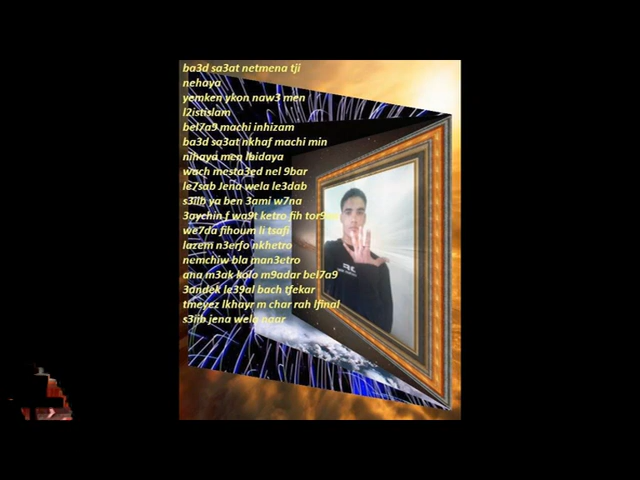 ba3d sa3at netmena tji
nehaya
yemken ykon naw3 men
l2istislam
bel7a9 machi inhizam
ba3d sa3at nkhaf machi min
nihaya men lbidaya
wach mesta3ed nel 9bar
le7sab Jena wela le3dab
s3iib ya ben 3ami w7na
3aychin f wa9t ketro fih
we7da fihoum li tsafi
lazem n3erfo nkhetro
nemchiw bla man3etro
ana m3ak kolo m9adar bel7a9
3andek le39al bach tfekar
tmeyez lkhayr m char rah lfinal
s3iib jena wela naar